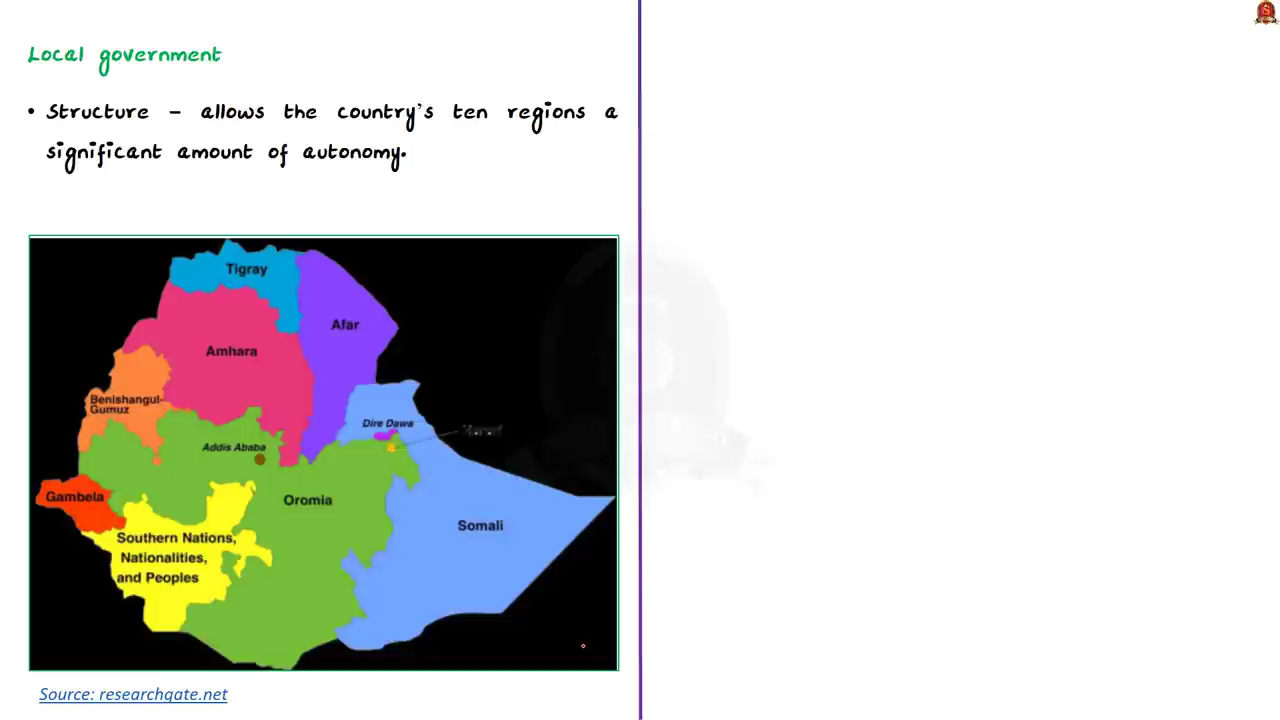 Local government
• Structure – allows the country's ten regions a
significant amount of autonomy.
Tigray
Afar
Amhara
Benishangul-
Gumuz
Dire Dawa
Addis Ababa
Gambela
Oromia
Somali
Southern Nations,
Nationalities,
and Peoples
Source: researchgate.net